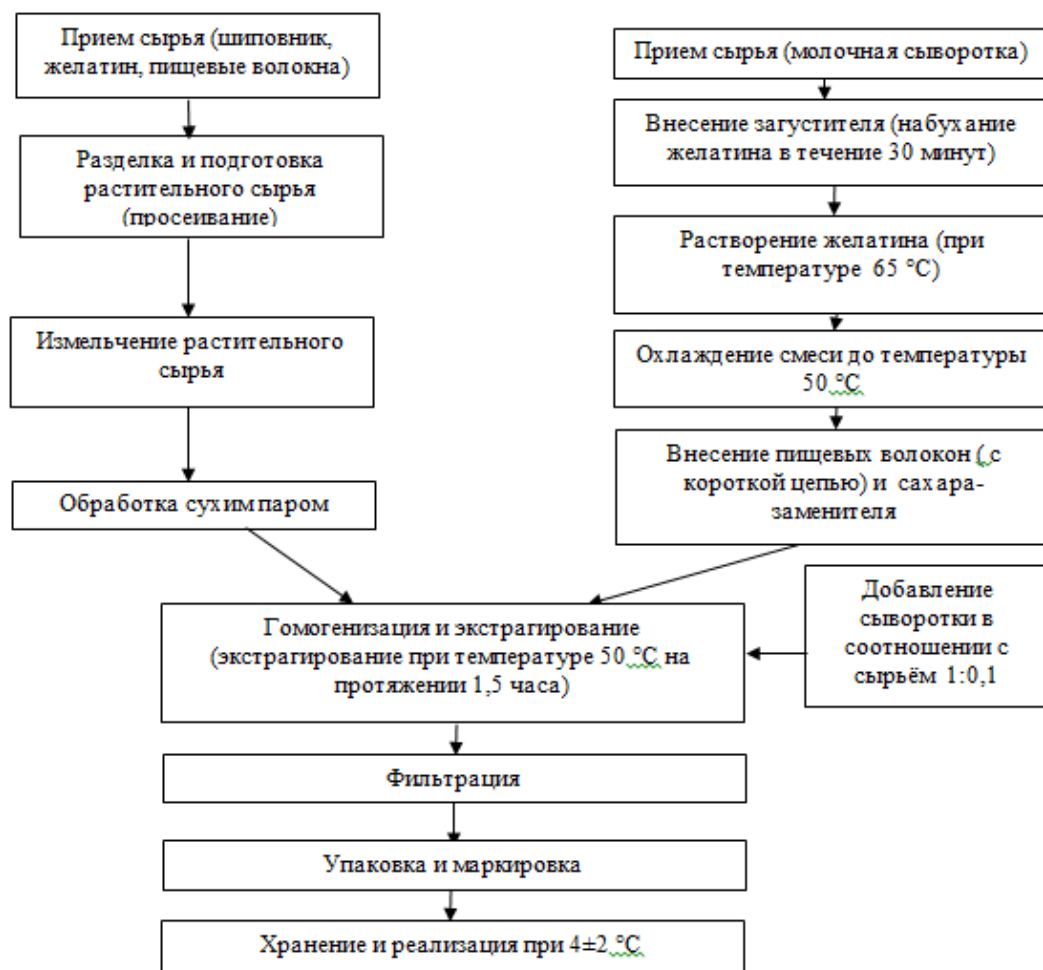 Прием сырья (шиповник,
желатин, пищевые волокна)
Разделка и подготовка
растительного сырья
(просеивание)
Измельчение растительного
сырья
Обработка сухим паром
Прием сырья (молочная сыворотка)
Внесение загустителя (набухание
желатина в течение 30 минут)
Растворение желатина (при
температуре 65 °С)
Охлаждение смеси до температуры
50 °С
Внесение пищевых волокон ( с
короткой цепью) и сахара-
заменителя
Добавление
сыворотки в
соотношении с
сырьём 1:0,1
Гомогенизация и экстрагирование
(экстрагирование при температуре 50 °С на
протяжении 1,5 часа)
Фильтрация
Упаковка и маркировка
Хранение и реализация при 4±2 °С